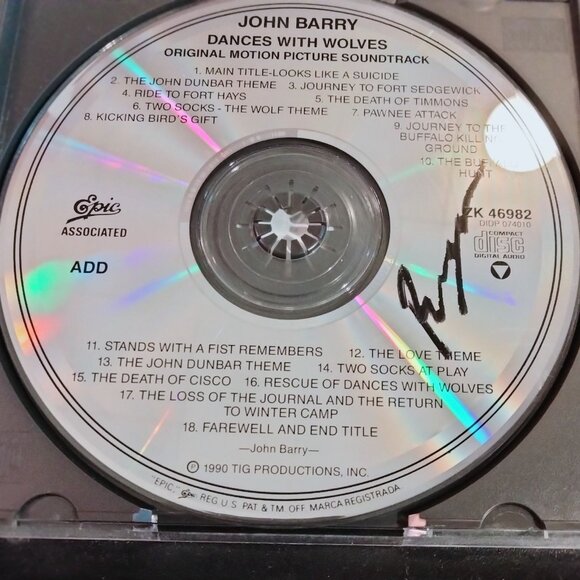 JOHN BARRY
DANCES WITH WOLVES
ORIGINAL MOTION PICTURE SOUNDTRACK
1. MAIN TITLE-LOOKS LIKE A SUICIDE
2. THE JOHN DUNBAR THEME 3. JOURNEY TO FORT SEDGEWICK
4. RIDE TO FORT HAYS 5. THE DEATH OF TIMMONS
6. TWO SOCKS - THE WOLF THEME 7. PAWNEE ATTACK
8. KICKING BIRD'S GIFT 9. JOURNEY TO THE
BUFFALO KILLING
GROUND
10. THE BUFFALO
HUNT
Epic
ASSOCIATED
ZK 46982
DIDP 074010
COMPACT
disc
DIGITAL AUDIO
ADD
11. STANDS WITH A FIST REMEMBERS 12. THE LOVE THEME
13. THE JOHN DUNBAR THEME 14. TWO SOCKS AT PLAY
15. THE DEATH OF CISCO 16. RESCUE OF DANCES WITH WOLVES
17. THE LOSS OF THE JOURNAL AND THE RETURN
TO WINTER CAMP
18. FAREWELL AND END TITLE
—John Barry—
℗ 1990 TIG PRODUCTIONS, INC.
"EPIC," Epic REG. U.S. PAT. & TM. OFF. MARCA REGISTRADA.